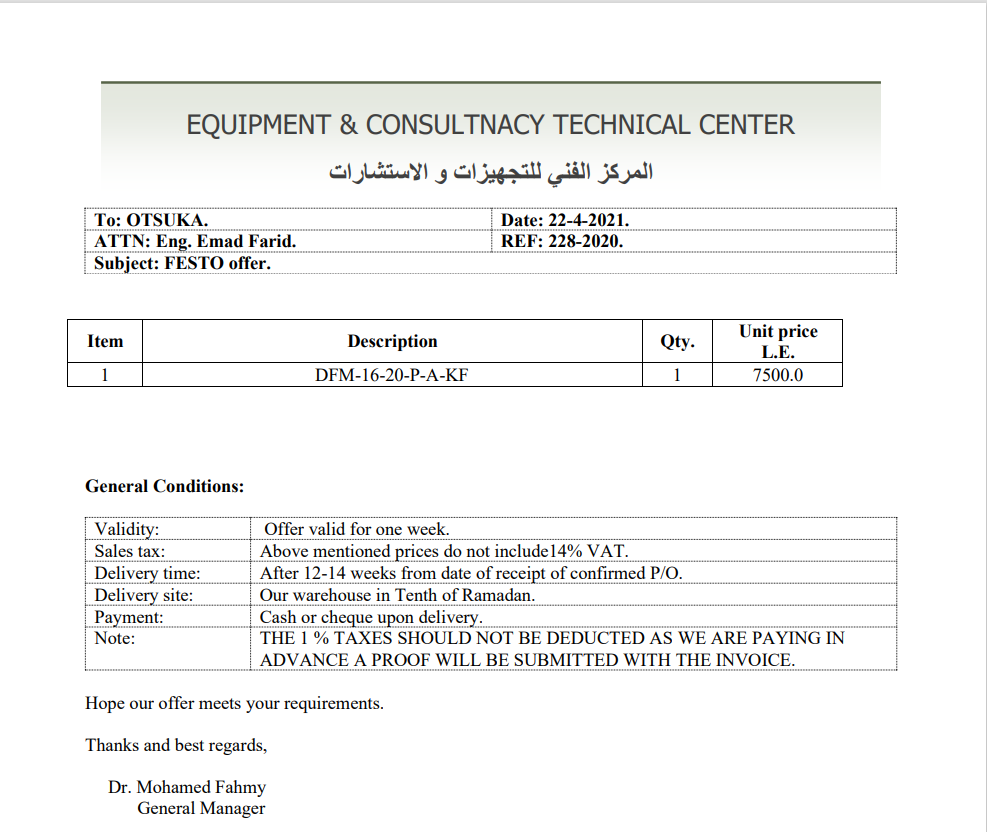 EQUIPMENT & CONSULTNACY TECHNICAL CENTER
المركز الفني للتجهيزات و الاستشارات
To: OTSUKA. Date: 22-4-2021.
ATTN: Eng. Emad Farid. REF: 228-2020.
Subject: FESTO offer.
Item Description Qty. Unit price
L.E.
1 DFM-16-20-P-A-KF 1 7500.0
General Conditions:
Validity: Offer valid for one week.
Sales tax: Above mentioned prices do not include14% VAT.
Delivery time: After 12-14 weeks from date of receipt of confirmed P/O.
Delivery site: Our warehouse in Tenth of Ramadan.
Payment: Cash or cheque upon delivery.
Note: THE 1 % TAXES SHOULD NOT BE DEDUCTED AS WE ARE PAYING IN
ADVANCE A PROOF WILL BE SUBMITTED WITH THE INVOICE.
Hope our offer meets your requirements.
Thanks and best regards,
Dr. Mohamed Fahmy
General Manager